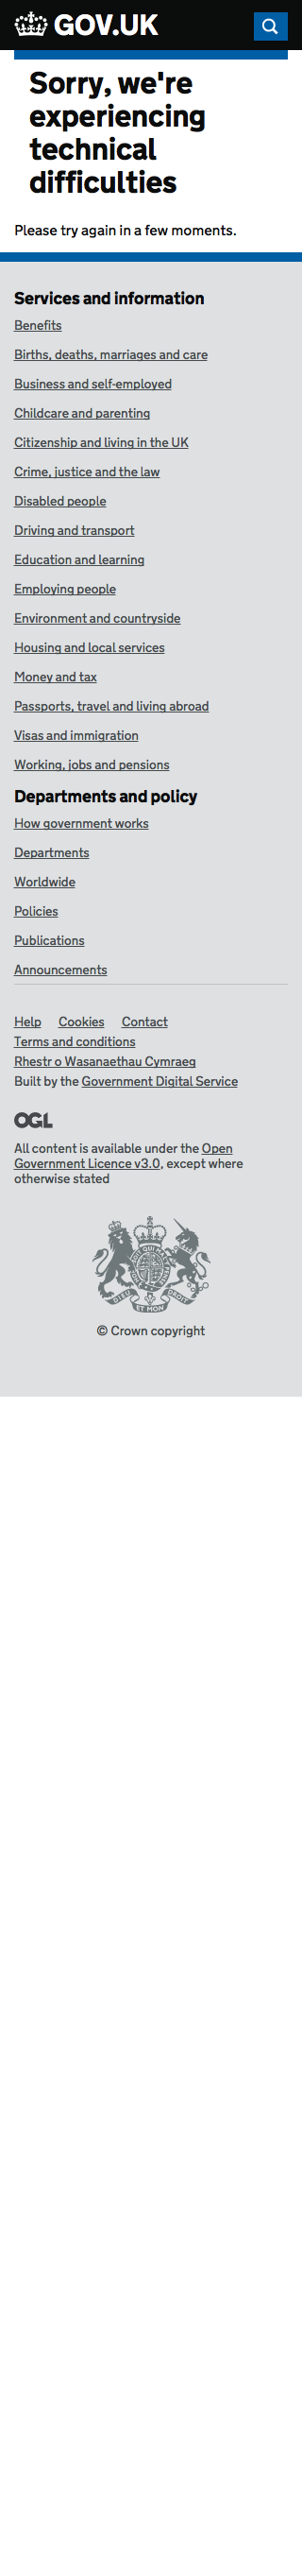 GOV.UK
Sorry, we're
experiencing
technical
difficulties
Please try again in a few moments.
Services and information
Benefits
Births, deaths, marriages and care
Business and self-employed
Childcare and parenting
Citizenship and living in the UK
Crime, justice and the law
Disabled people
Driving and transport
Education and learning
Employing people
Environment and countryside
Housing and local services
Money and tax
Passports, travel and living abroad
Visas and immigration
Working, jobs and pensions
Departments and policy
How government works
Departments
Worldwide
Policies
Publications
Announcements
Help Cookies Contact
Terms and conditions
Rhestr o Wasanaethau Cymraeg
Built by the Government Digital Service
OGL
All content is available under the Open
Government Licence v3.0, except where
otherwise stated
DIEU ET MON DROIT
© Crown copyright